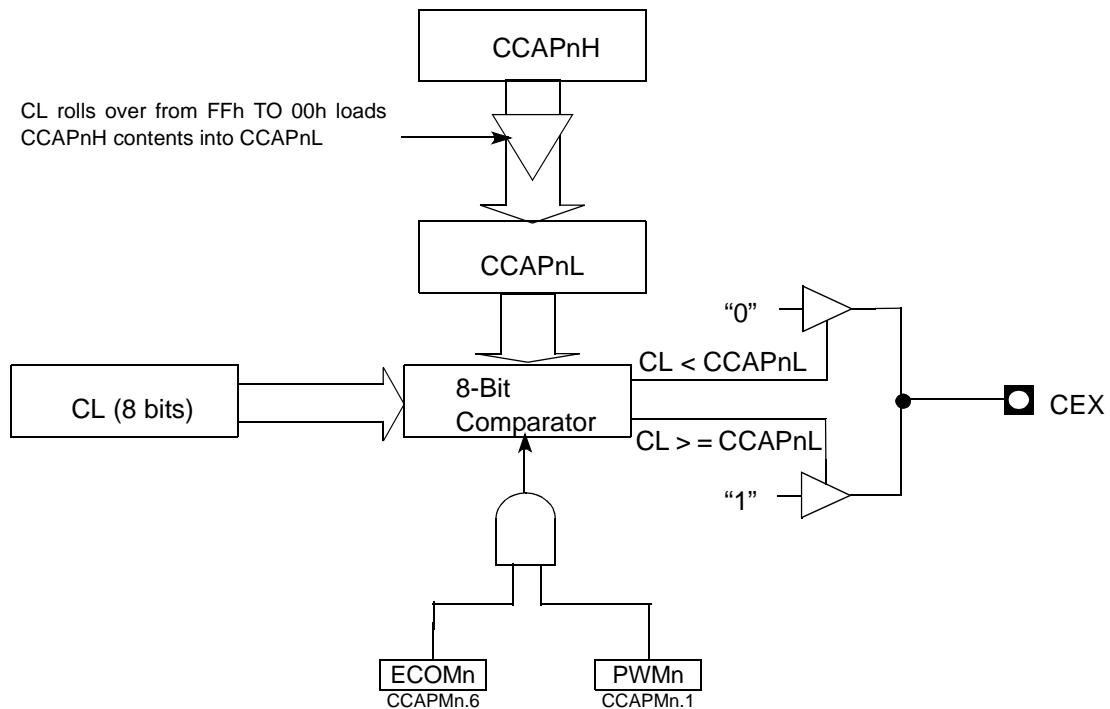 CCAPnH
CL rolls over from FFh TO 00h loads
CCAPnH contents into CCAPnL
CCAPnL
“0”
CL < CCAPnL
CL (8 bits)
8-Bit
Comparator
CEX
CL > = CCAPnL
“1”
ECOMn
PWMn
CCAPMn.6
CCAPMn.1